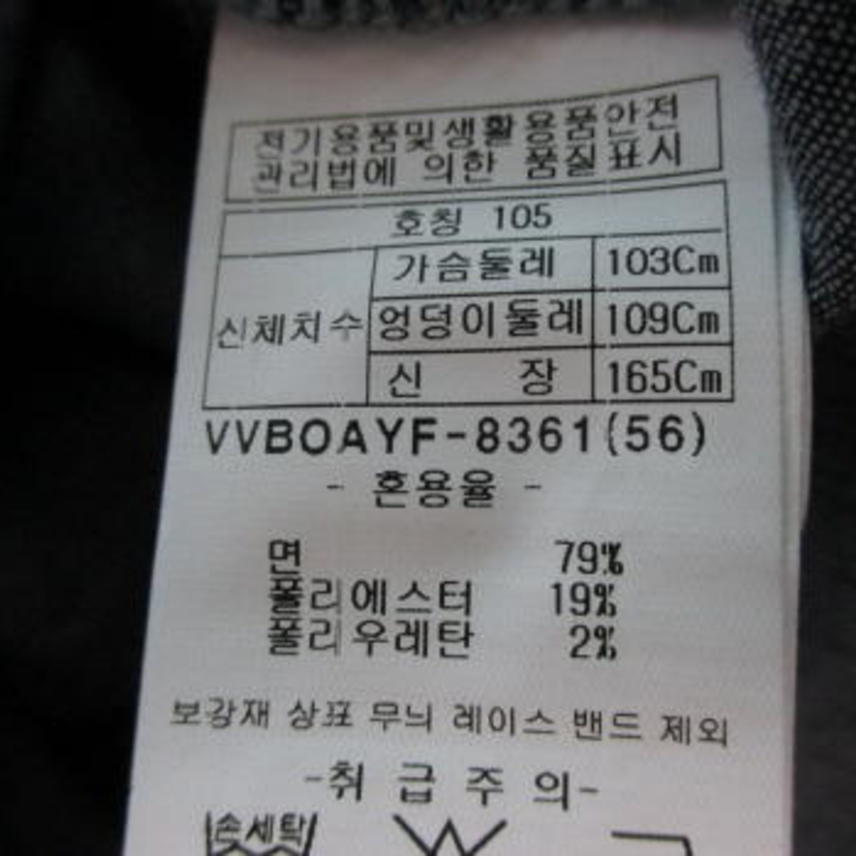 전기용품및생활용품안전
관리법에 의한 품질표시
호칭 105
신체치수
가슴둘레 103Cm
엉덩이둘레 109Cm
신 장 165Cm
VVBOAYF-8361(56)
- 혼용율 -
면 79%
폴리에스터 19%
폴리우레탄 2%
보강재 상표 무늬 레이스 밴드 제외
-취 급 주 의-
손세탁